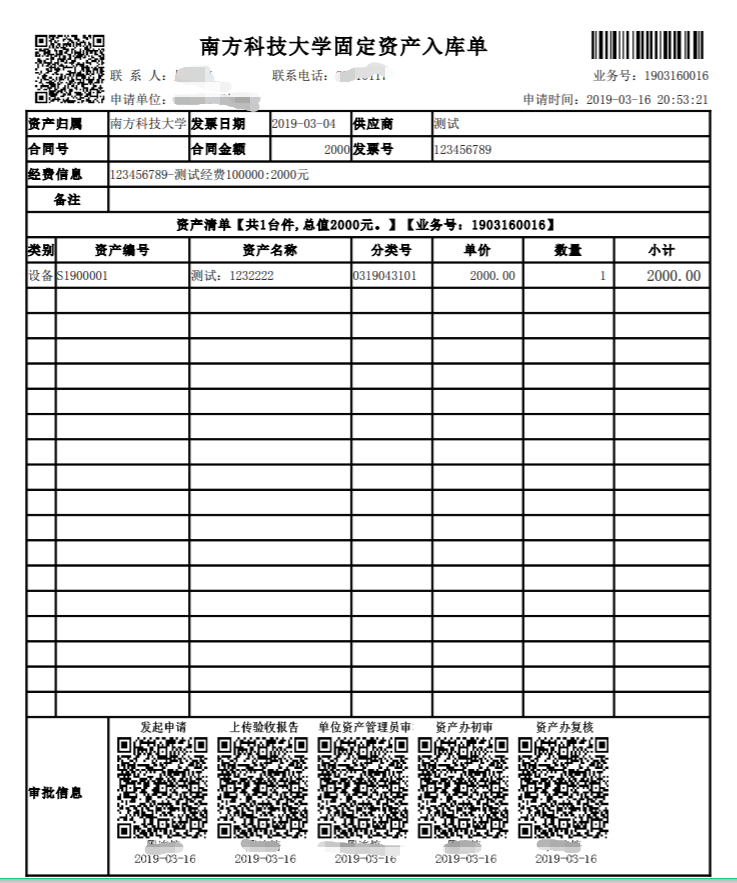 南方科技大学固定资产入库单
联 系 人： 联系电话： 业务号：1903160016
申请单位： 申请时间：2019-03-16 20:53:21
资产归属 南方科技大学 发票日期 2019-03-04 供应商 测试
合同号 合同金额 2000 发票号 123456789
经费信息 123456789-测试经费100000:2000元
备注
资产清单【共1台件,总值2000元。】【业务号：1903160016】
类别 资产编号 资产名称 分类号 单价 数量 小计
设备 S1900001 测试：1232222 0319043101 2000.00 1 2000.00
发起申请 上传验收报告 单位资产管理员审 资产办初审 资产办复核
审批信息
2019-03-16 2019-03-16 2019-03-16 2019-03-16 2019-03-16